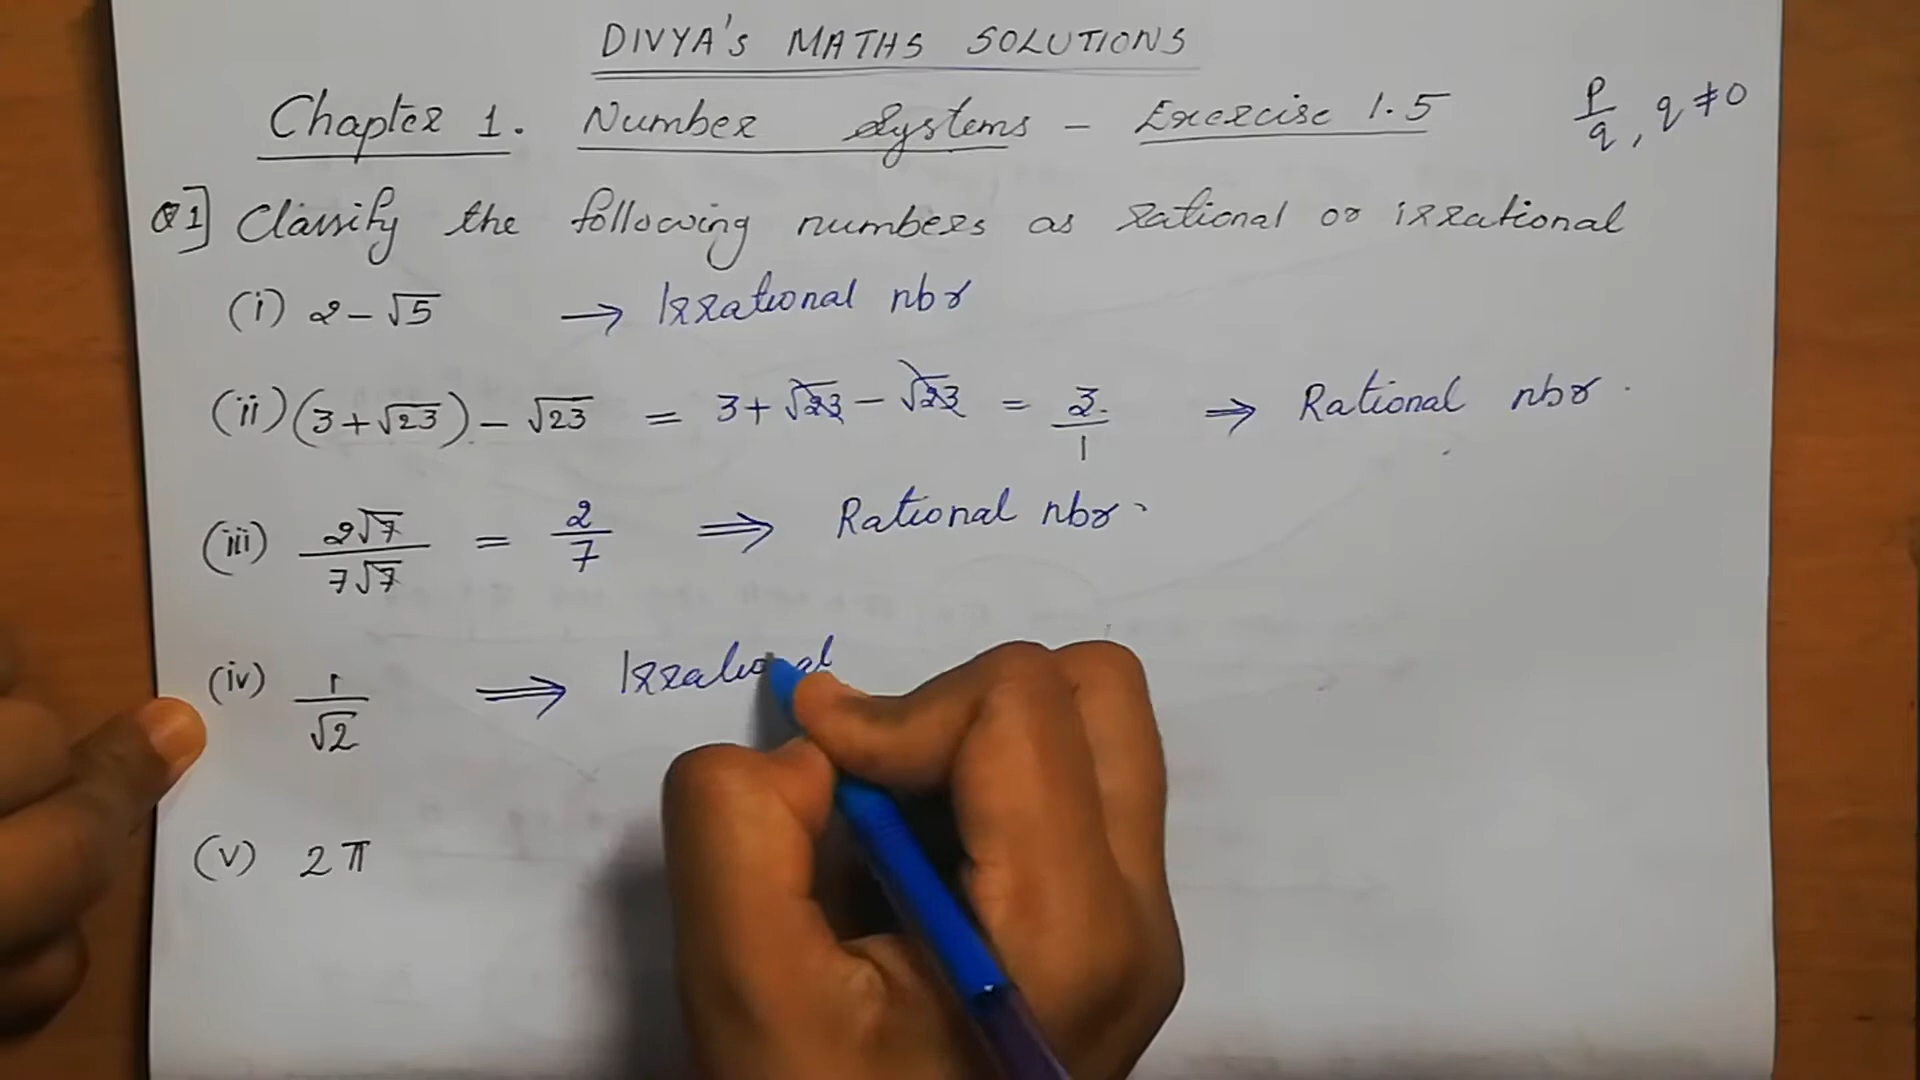 DIVYA'S MATHS SOLUTIONS
Chapter 1. Number Systems - Exercise 1.5 p/q, q ≠ 0
Q1] Classify the following numbers as rational or irrational
(i) 2 - √5 → Irrational nbr
(ii) (3 + √23) - √23 = 3 + √23 - √23 = 3/1 ⇒ Rational nbr.
(iii) 2√7/7√7 = 2/7 ⇒ Rational nbr.
(iv) 1/√2 ⇒ Irrational
(v) 2π